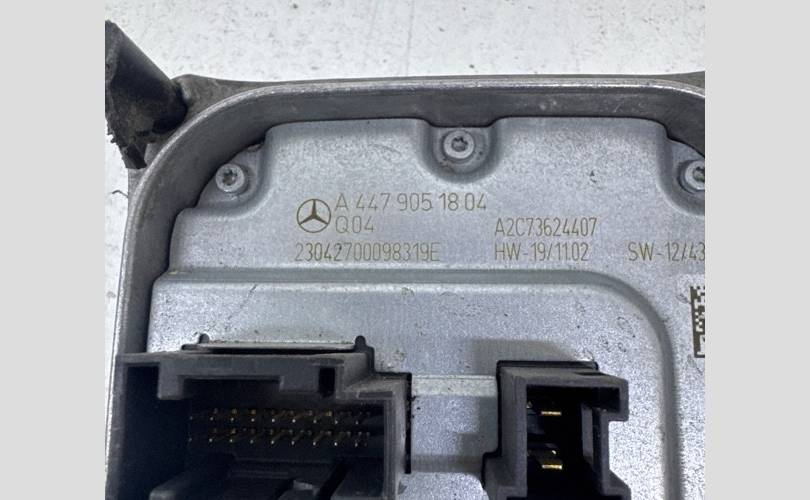 A 447 905 18 04
Q04
23042700098319E
A2C73624407
HW-19/11.02
SW-12/43